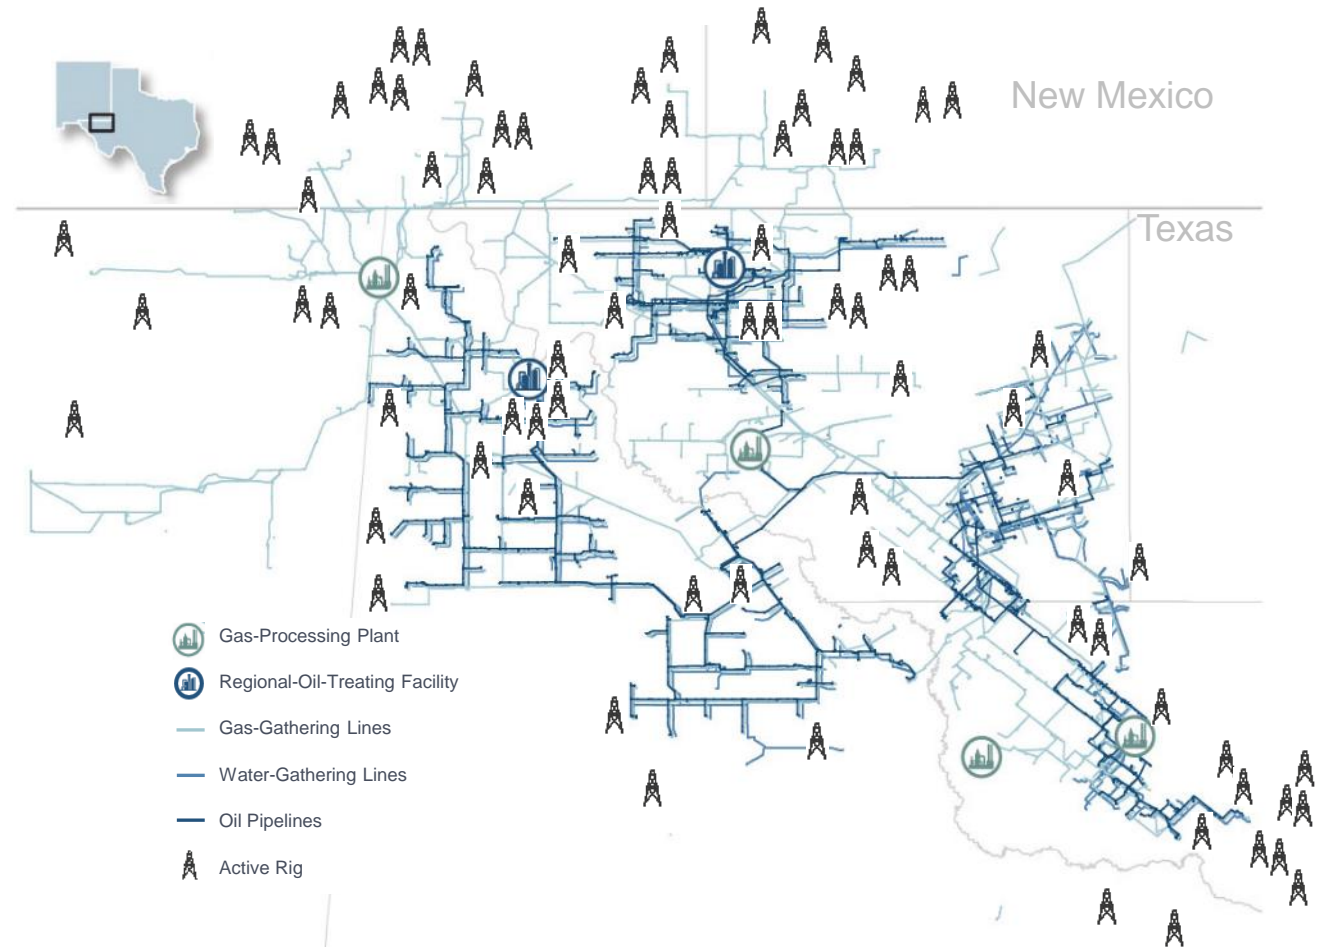 New Mexico
Texas
Gas-Processing Plant
Regional-Oil-Treating Facility
Gas-Gathering Lines
Water-Gathering Lines
Oil Pipelines
Active Rig